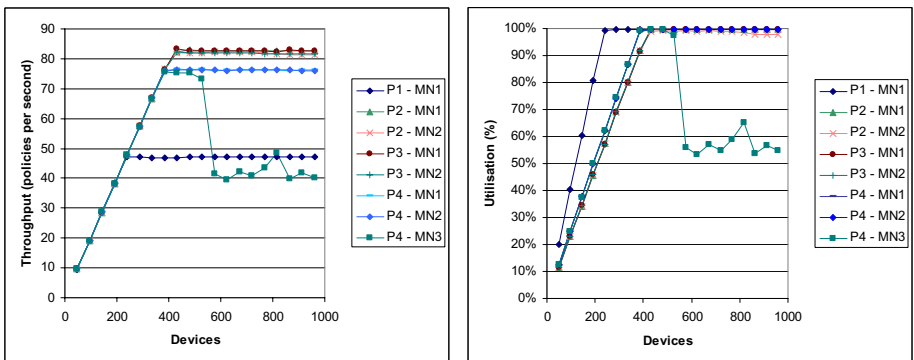 Throughput (policies per second)
90
80
70
60
50
40
30
20
10
0
0 200 400 600 800 1000
Devices
P1 - MN1
P2 - MN1
P2 - MN2
P3 - MN1
P3 - MN2
P4 - MN1
P4 - MN2
P4 - MN3
Utilisation (%)
100%
90%
80%
70%
60%
50%
40%
30%
20%
10%
0%
0 200 400 600 800 1000
Devices
P1 - MN1
P2 - MN1
P2 - MN2
P3 - MN1
P3 - MN2
P4 - MN1
P4 - MN2
P4 - MN3